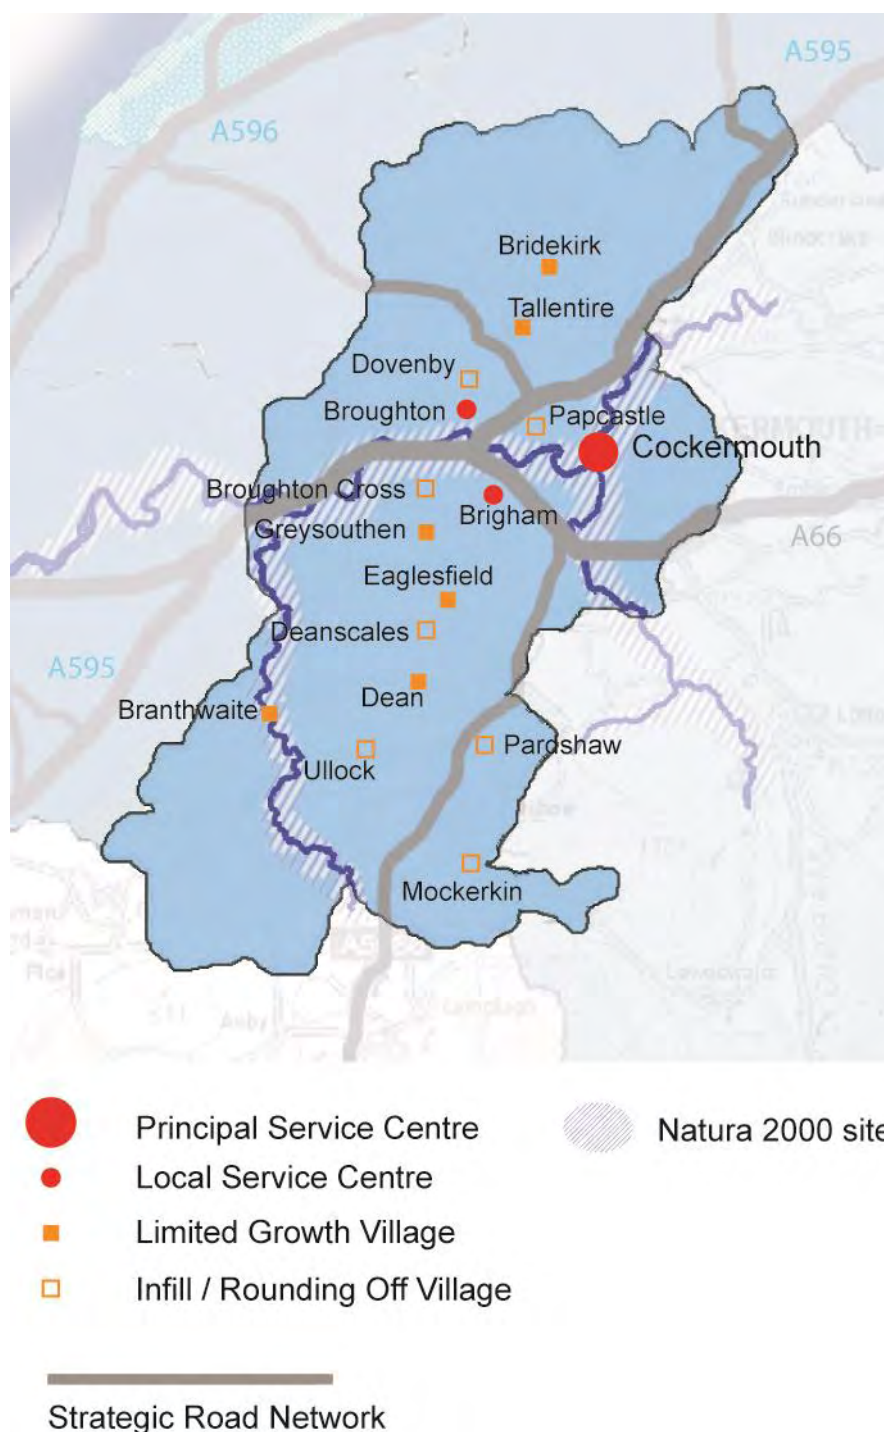 A595
A596
Bridekirk
Tallentire
Dovenby
Broughton
Papcastle
Cockermouth
Broughton Cross
Brigham
Greysouthen
A66
Eaglesfield
Deanscales
A595
Dean
Branthwaite
Pardshaw
Ullock
Mockerkin
Principal Service Centre
Natura 2000 site
Local Service Centre
Limited Growth Village
Infill / Rounding Off Village
Strategic Road Network